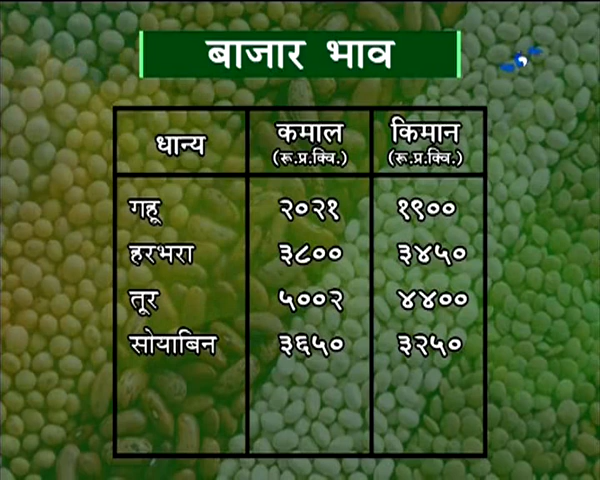 बाजार भाव
धान्य कमाल किमान
(रू.प्र.क्वि.) (रू.प्र.क्वि.)
गहू २०२१ १९००
हरभरा ३८०० ३४५०
तूर ५००२ ४४००
सोयाबिन ३६५० ३२५०